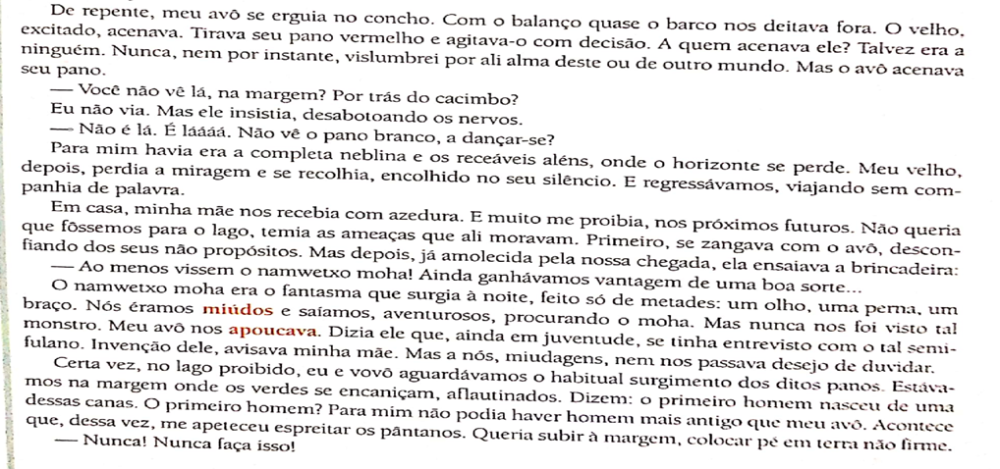 De repente, meu avô se erguia no concho. Com o balanço quase o barco nos deitava fora. O velho,
excitado, acenava. Tirava seu pano vermelho e agitava-o com decisão. A quem acenava ele? Talvez era a
ninguém. Nunca, nem por instante, vislumbrei por ali alma deste ou de outro mundo. Mas o avô acenava
seu pano.
— Você não vê lá, na margem? Por trás do cacimbo?
Eu não via. Mas ele insistia, desabotoando os nervos.
— Não é lá. É láááá. Não vê o pano branco, a dançar-se?
Para mim havia era a completa neblina e os receáveis aléns, onde o horizonte se perde. Meu velho,
depois, perdia a miragem e se recolhia, encolhido no seu silêncio. E regressávamos, viajando sem com-
panhia de palavra.
Em casa, minha mãe nos recebia com azedura. E muito me proibia, nos próximos futuros. Não queria
que fôssemos para o lago, temia as ameaças que ali moravam. Primeiro, se zangava com o avô, descon-
fiando dos seus não propósitos. Mas depois, já amolecida pela nossa chegada, ela ensaiava a brincadeira:
— Ao menos vissem o namwetxo moha! Ainda ganhávamos vantagem de uma boa sorte...
O namwetxo moha era o fantasma que surgia à noite, feito só de metades: um olho, uma perna, um
braço. Nós éramos miúdos e saíamos, aventurosos, procurando o moha. Mas nunca nos foi visto tal
monstro. Meu avô nos apoucava. Dizia ele que, ainda em juventude, se tinha entrevisto com o tal semi-
fulano. Invenção dele, avisava minha mãe. Mas a nós, miudagens, nem nos passava desejo de duvidar.
Certa vez, no lago proibido, eu e vovô aguardávamos o habitual surgimento dos ditos panos. Estáva-
mos na margem onde os verdes se encaniçam, aflautinados. Dizem: o primeiro homem nasceu de uma
dessas canas. O primeiro homem? Para mim não podia haver homem mais antigo que meu avô. Acontece
que, dessa vez, me apeteceu espreitar os pântanos. Queria subir à margem, colocar pé em terra não firme.
— Nunca! Nunca faça isso!